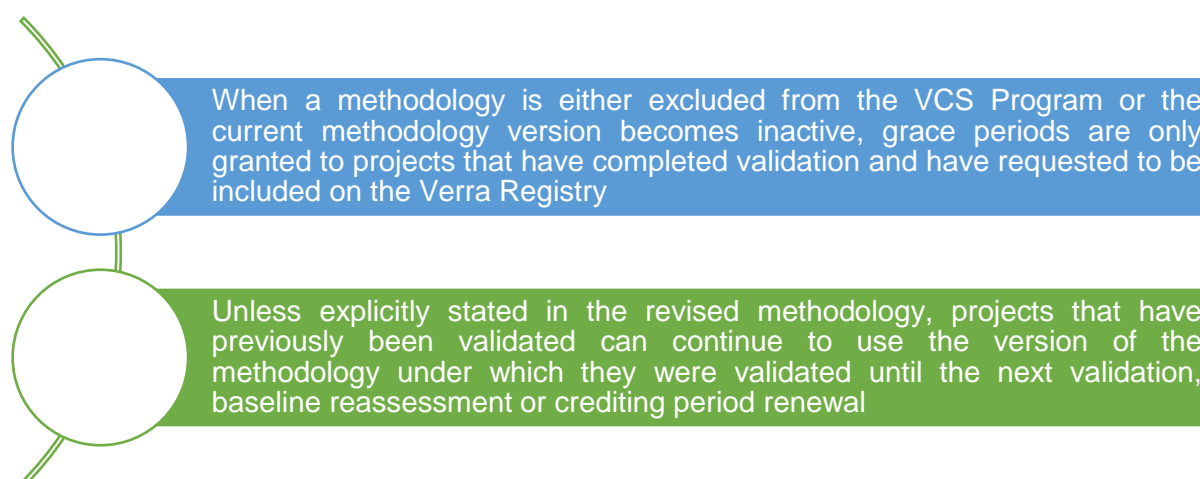 When a methodology is either excluded from the VCS Program or the
current methodology version becomes inactive, grace periods are only
granted to projects that have completed validation and have requested to be
included on the Verra Registry
Unless explicitly stated in the revised methodology, projects that have
previously been validated can continue to use the version of the
methodology under which they were validated until the next validation,
baseline reassessment or crediting period renewal